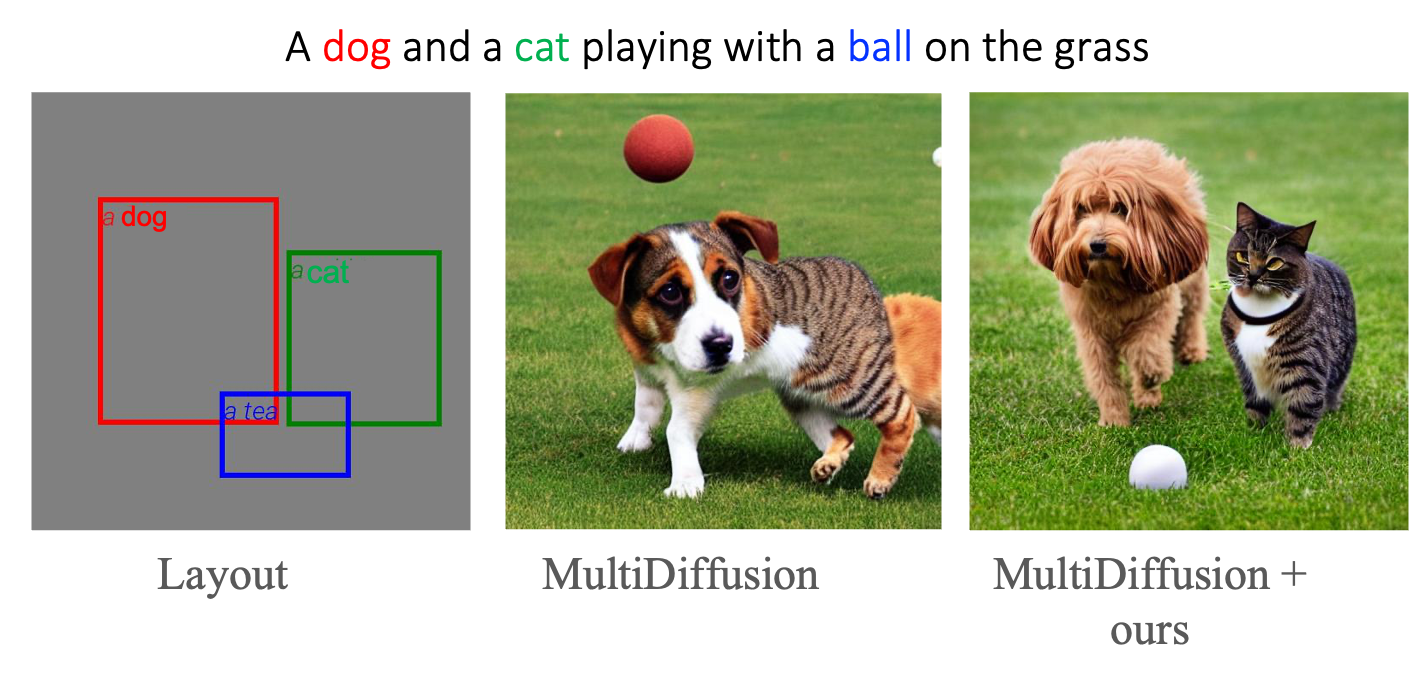 A dog and a cat playing with a ball on the grass
a dog
a cat
a tea
Layout
MultiDiffusion
MultiDiffusion +
ours